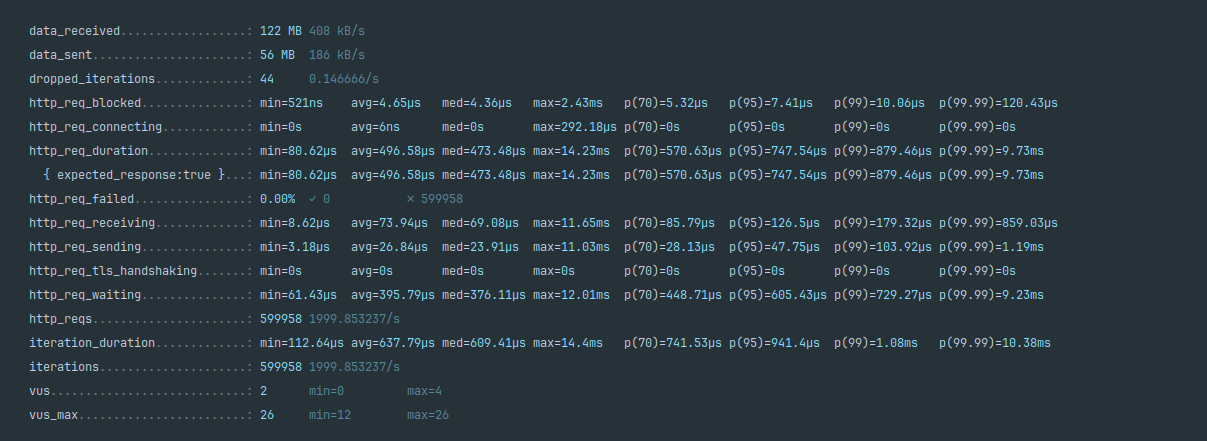 data_received..................: 122 MB 408 kB/s
data_sent......................: 56 MB 186 kB/s
dropped_iterations.............: 44 0.146666/s
http_req_blocked...............: min=521ns avg=4.65µs med=4.36µs max=2.43ms p(70)=5.32µs p(95)=7.41µs p(99)=10.06µs p(99.99)=120.43µs
http_req_connecting............: min=0s avg=6ns med=0s max=292.18µs p(70)=0s p(95)=0s p(99)=0s p(99.99)=0s
http_req_duration..............: min=80.62µs avg=496.58µs med=473.48µs max=14.23ms p(70)=570.63µs p(95)=747.54µs p(99)=879.46µs p(99.99)=9.73ms
{ expected_response:true }...: min=80.62µs avg=496.58µs med=473.48µs max=14.23ms p(70)=570.63µs p(95)=747.54µs p(99)=879.46µs p(99.99)=9.73ms
http_req_failed................: 0.00% ✓ 0 ✗ 599958
http_req_receiving.............: min=8.62µs avg=73.94µs med=69.08µs max=11.65ms p(70)=85.79µs p(95)=126.5µs p(99)=179.32µs p(99.99)=859.03µs
http_req_sending...............: min=3.18µs avg=26.84µs med=23.91µs max=11.03ms p(70)=28.13µs p(95)=47.75µs p(99)=103.92µs p(99.99)=1.19ms
http_req_tls_handshaking.......: min=0s avg=0s med=0s max=0s p(70)=0s p(95)=0s p(99)=0s p(99.99)=0s
http_req_waiting...............: min=61.43µs avg=395.79µs med=376.11µs max=12.01ms p(70)=448.71µs p(95)=605.43µs p(99)=729.27µs p(99.99)=9.23ms
http_reqs......................: 599958 1999.853237/s
iteration_duration.............: min=112.64µs avg=637.79µs med=609.41µs max=14.4ms p(70)=741.53µs p(95)=941.4µs p(99)=1.08ms p(99.99)=10.38ms
iterations.....................: 599958 1999.853237/s
vus............................: 2 min=0 max=4
vus_max........................: 26 min=12 max=26